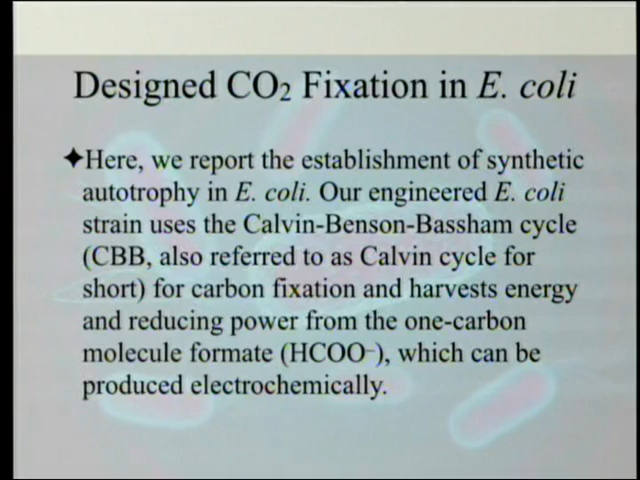 Designed CO₂ Fixation in E. coli
✦Here, we report the establishment of synthetic
autotrophy in E. coli. Our engineered E. coli
strain uses the Calvin-Benson-Bassham cycle
(CBB, also referred to as Calvin cycle for
short) for carbon fixation and harvests energy
and reducing power from the one-carbon
molecule formate (HCOO⁻), which can be
produced electrochemically.